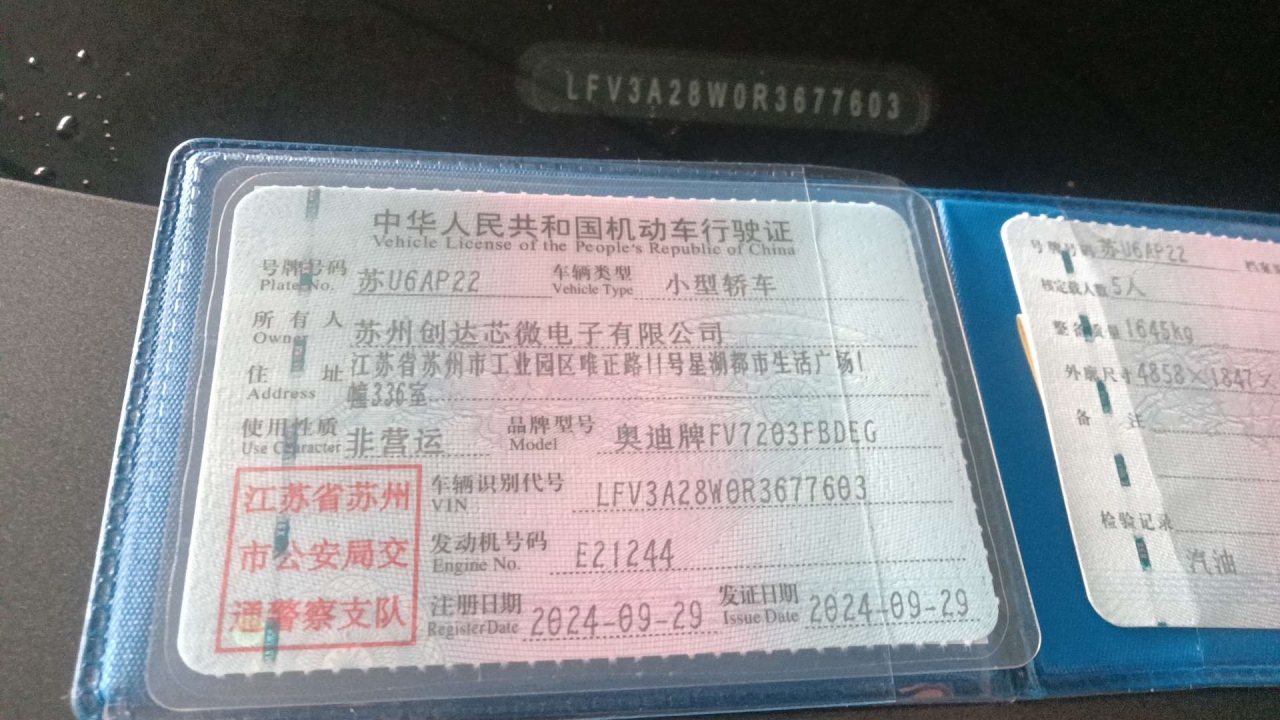 LFV3A28W0R3677603
中华人民共和国机动车行驶证
Vehicle License of the People's Republic of China
号牌号码 苏U6AP22 车辆类型 小型轿车
Plate No. Vehicle Type
所有人 苏州创达芯微电子有限公司
Owner
住址 江苏省苏州市工业园区唯正路11号星湖都市生活广场1
Address 幢336室
使用性质 非营运 品牌型号 奥迪牌FV7203FBDEG
Use Character Model
江苏省苏州
市公安局交
通警察支队
车辆识别代号 LFV3A28W0R3677603
VIN
发动机号码 E21244
Engine No.
注册日期 2024-09-29 发证日期 2024-09-29
Register Date Issue Date
号牌号码 苏U6AP22 档案
核定载人数 5人
整备质量 1645kg
外廓尺寸 4858×1847×
备注
检验记录
汽油